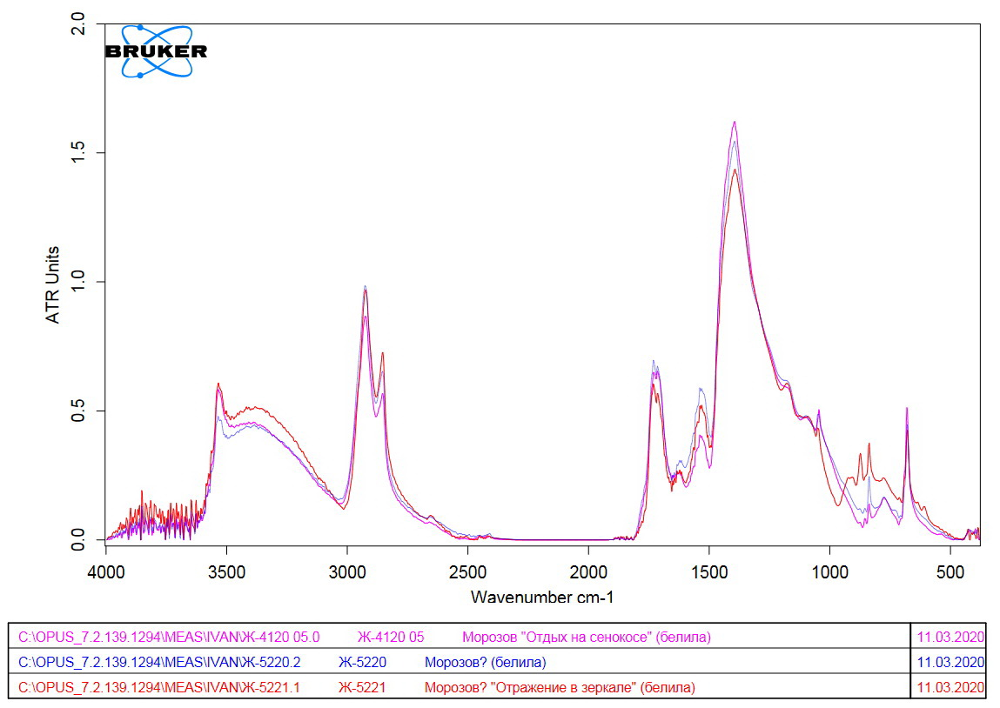 2.0
BRUKER
1.5
ATR Units
1.0
0.5
0.0
4000 3500 3000 2500 2000 1500 1000 500
Wavenumber cm-1
C:\OPUS_7.2.139.1294\MEAS\IVAN\Ж-4120 05.0 Ж-4120 05 Морозов "Отдых на сенокосе" (белила) 11.03.2020
C:\OPUS_7.2.139.1294\MEAS\IVAN\Ж-5220.2 Ж-5220 Морозов? (белила) 11.03.2020
C:\OPUS_7.2.139.1294\MEAS\IVAN\Ж-5221.1 Ж-5221 Морозов? "Отражение в зеркале" (белила) 11.03.2020